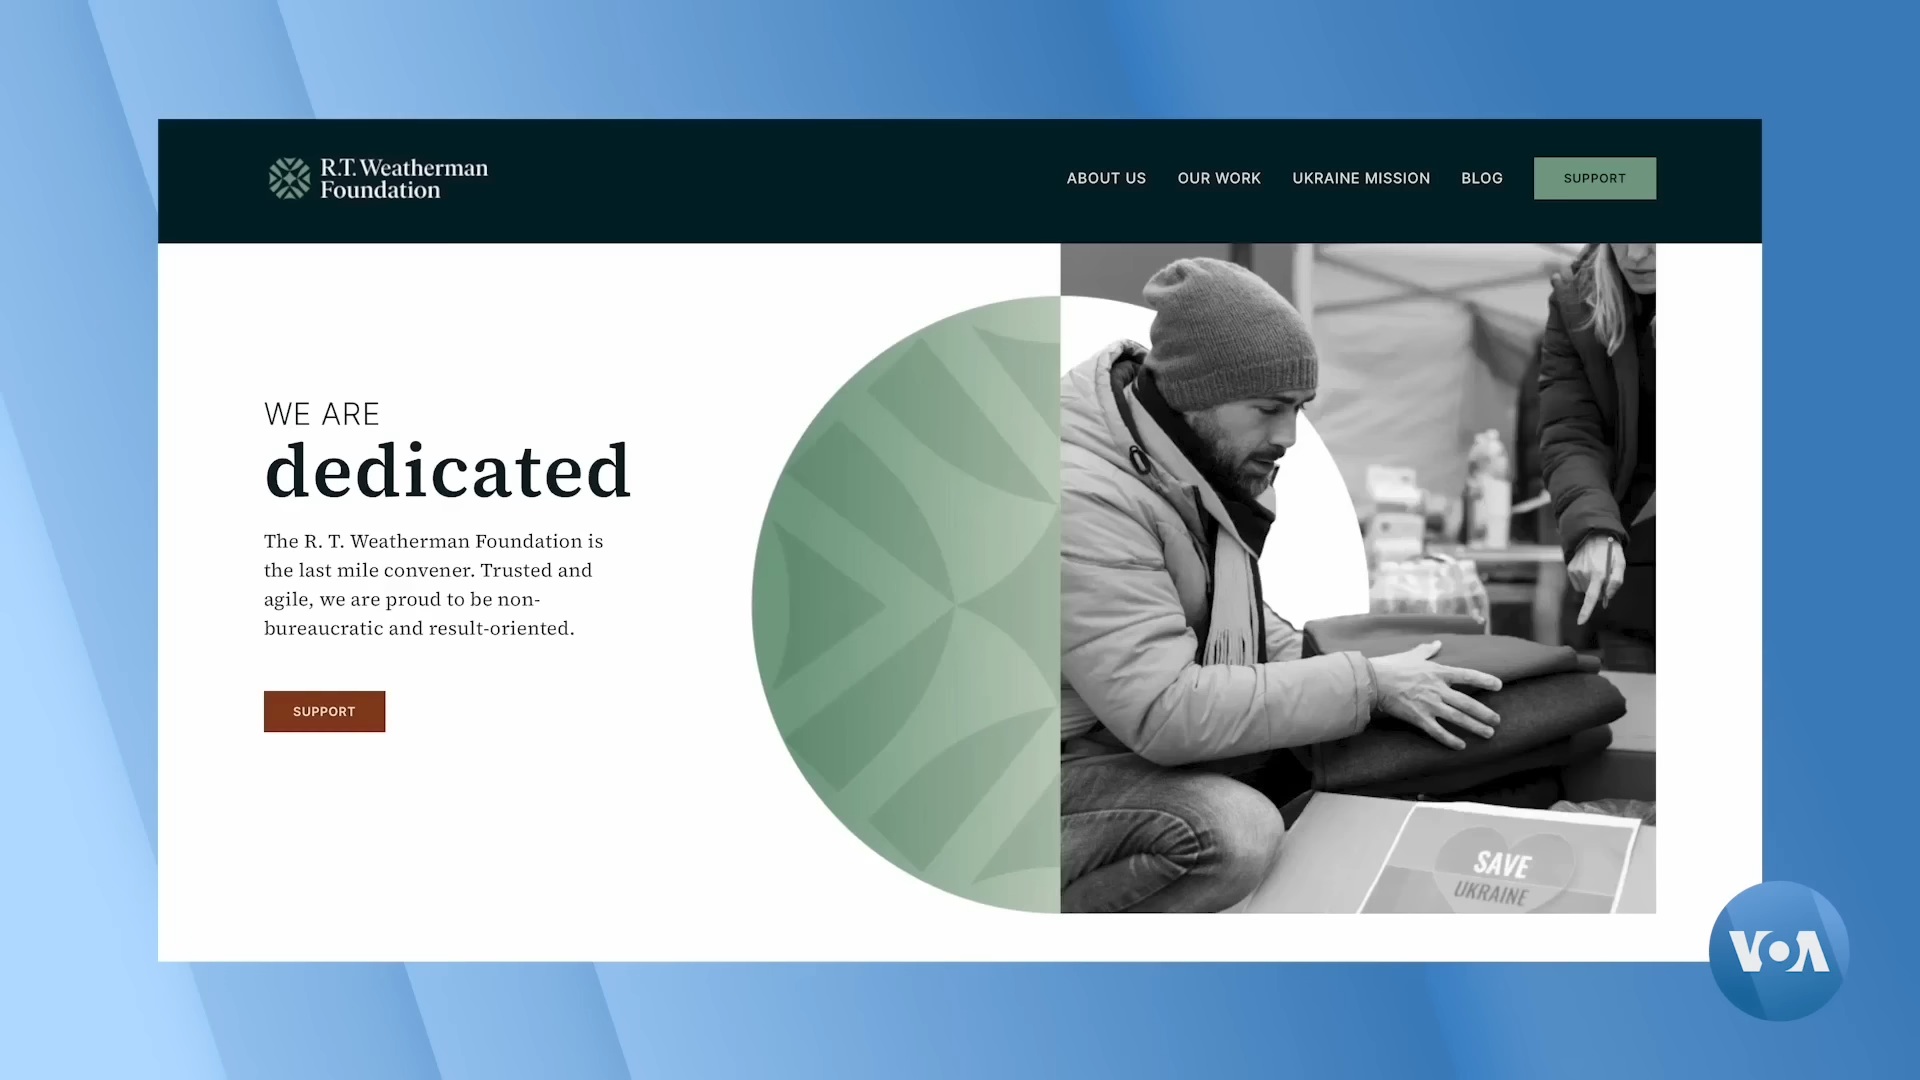 R.T. Weatherman
Foundation
ABOUT US
OUR WORK
UKRAINE MISSION
BLOG
SUPPORT
WE ARE
dedicated
The R. T. Weatherman Foundation is
the last mile convener. Trusted and
agile, we are proud to be non-
bureaucratic and result-oriented.
SUPPORT
SAVE
UKRAINE
VOA